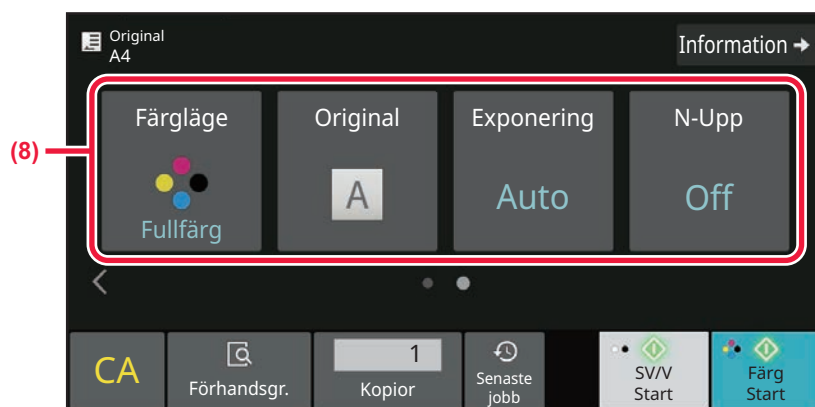 Original
A4
Information
(8)
Färgläge
Original
Exponering
N-Upp
A
Auto
Off
Fullfärg
CA
Förhandsgr.
1
Kopior
Senaste
jobb
SV/V
Start
Färg
Start